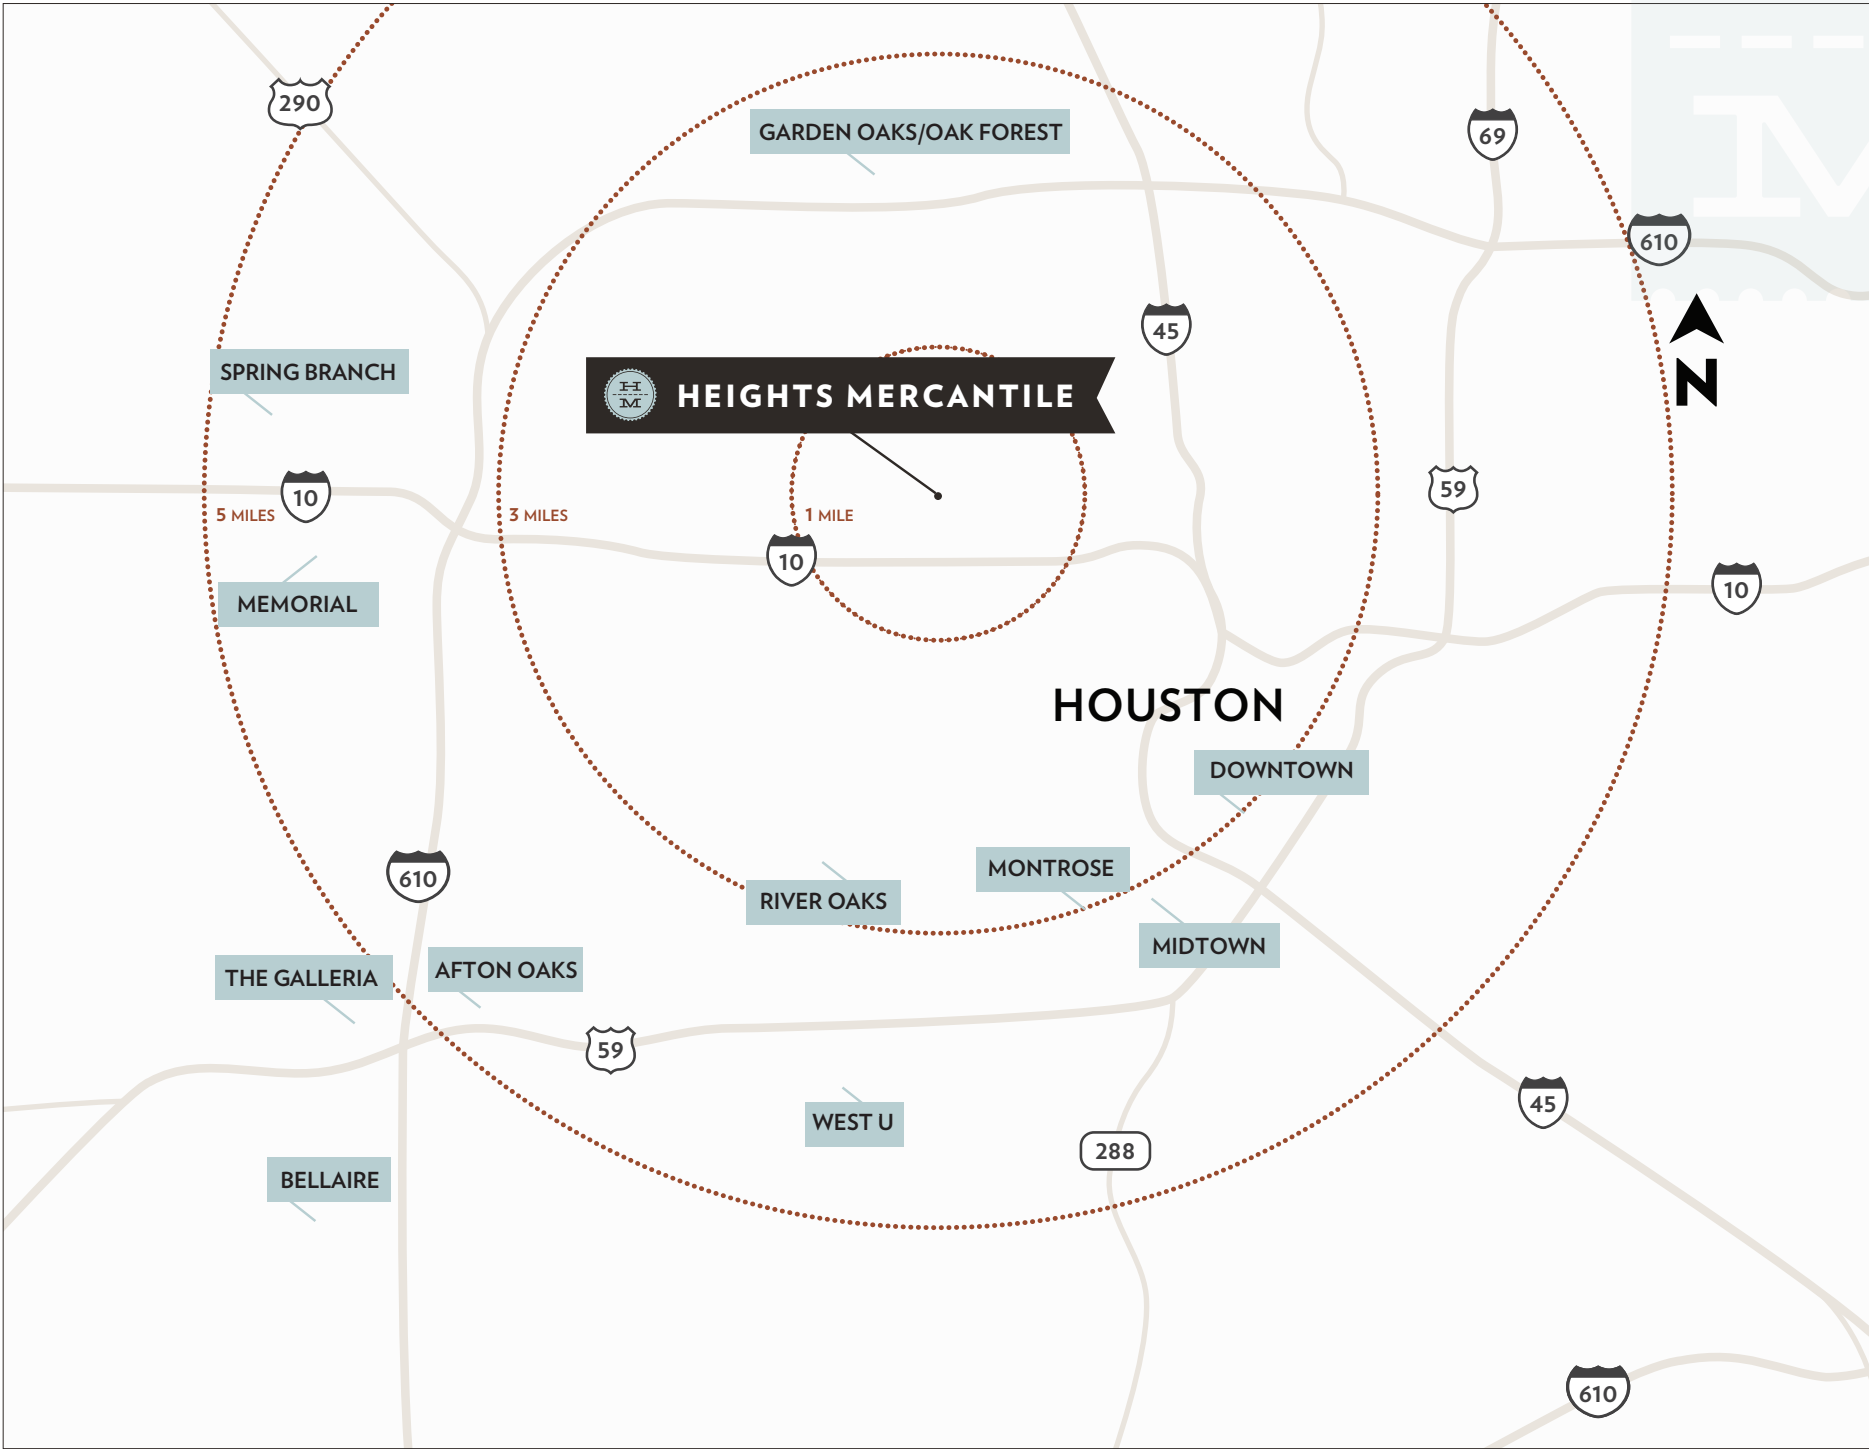 290
GARDEN OAKS/OAK FOREST
69
M
610
45
N
SPRING BRANCH
H
M
HEIGHTS MERCANTILE
10
59
5 MILES
3 MILES
1 MILE
10
10
MEMORIAL
HOUSTON
DOWNTOWN
610
MONTROSE
RIVER OAKS
MIDTOWN
THE GALLERIA
AFTON OAKS
59
WEST U
45
288
BELLAIRE
610